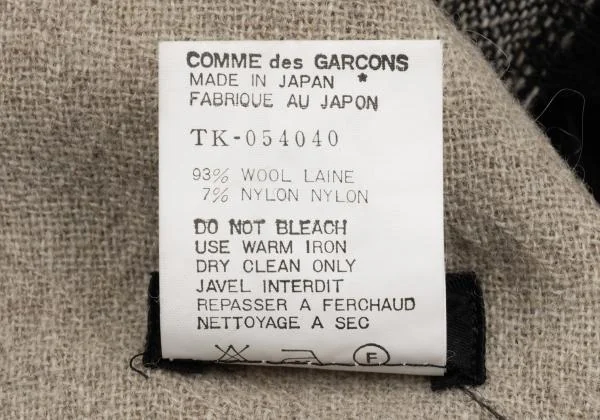 COMME des GARCONS
MADE IN JAPAN *
FABRIQUE AU JAPON
TK-054040
93% WOOL LAINE
7% NYLON NYLON
DO NOT BLEACH
USE WARM IRON
DRY CLEAN ONLY
JAVEL INTERDIT
REPASSER A FERCHAUD
NETTOYAGE A SEC
F